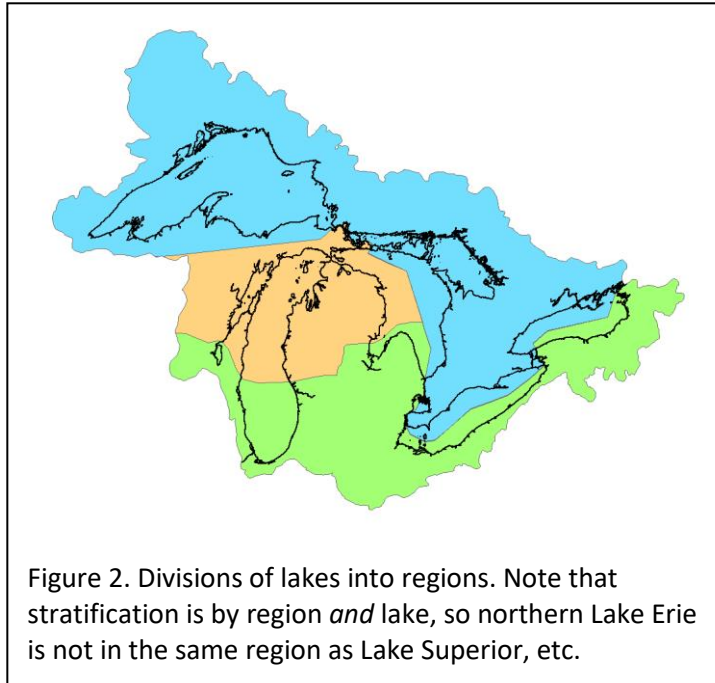 Figure 2. Divisions of lakes into regions. Note that
stratification is by region and lake, so northern Lake Erie
is not in the same region as Lake Superior, etc.